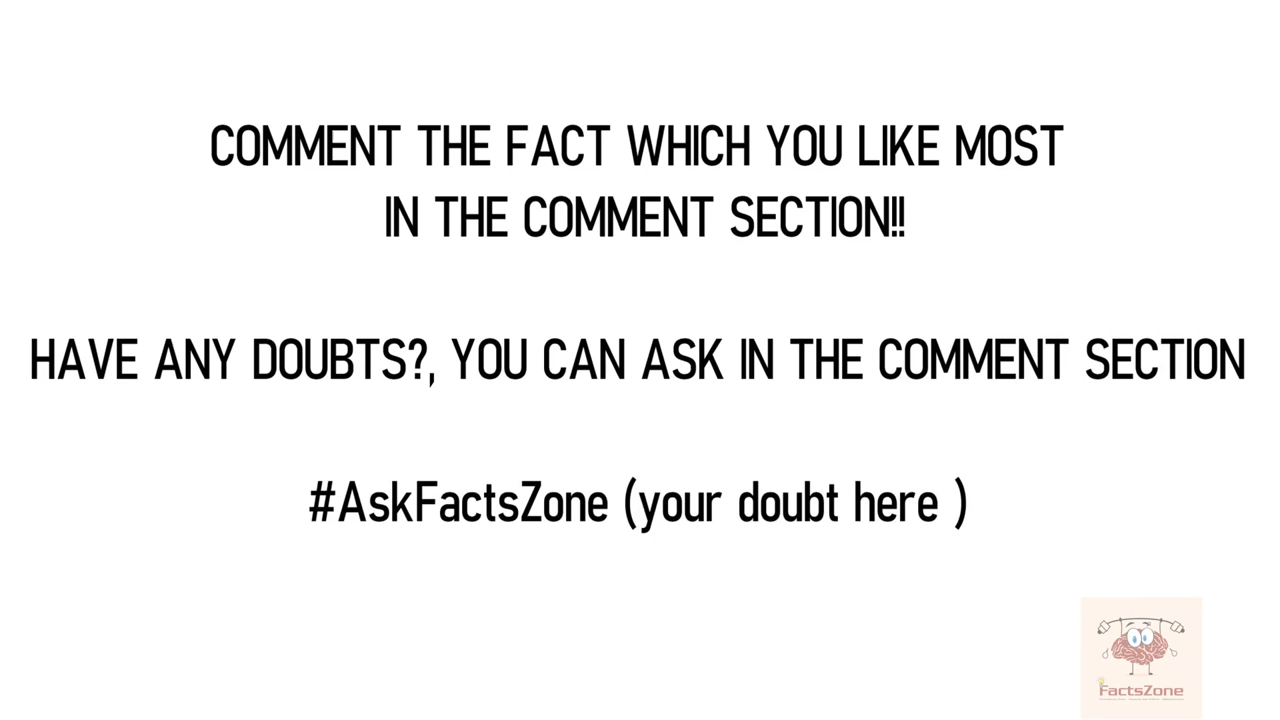 COMMENT THE FACT WHICH YOU LIKE MOST
IN THE COMMENT SECTION!!
HAVE ANY DOUBTS?, YOU CAN ASK IN THE COMMENT SECTION
#AskFactsZone (your doubt here )
FactsZone